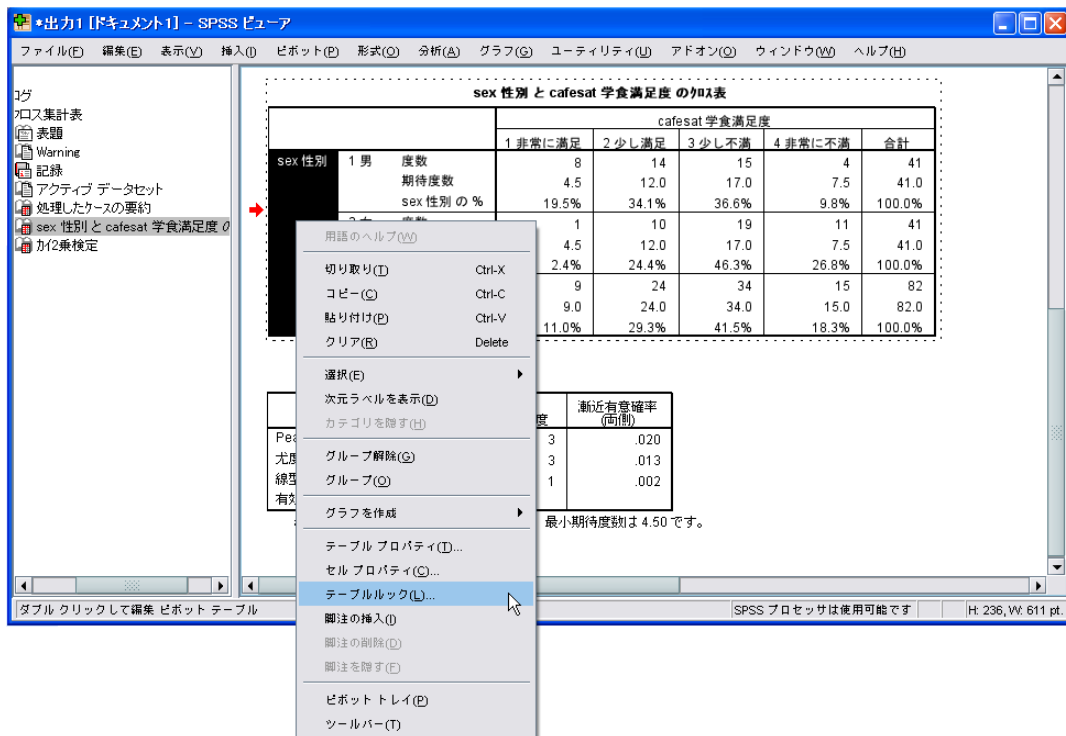 *出力1 [ドキュメント1] - SPSS ビューア
ファイル(F) 編集(E) 表示(V) 挿入(I) ピボット(P) 形式(O) 分析(A) グラフ(G) ユーティリティ(U) アドオン(O) ウィンドウ(W) ヘルプ(H)
ログ
クロス集計表
表題
Warning
記録
アクティブ データセット
処理したケースの要約
sex 性別 と cafesat 学食満足度 の
カイ2乗検定
sex 性別 と cafesat 学食満足度 のクロス表
cafesat 学食満足度
1 非常に満足 2 少し満足 3 少し不満 4 非常に不満 合計
sex 性別 1 男 度数 8 14 15 4 41
期待度数 4.5 12.0 17.0 7.5 41.0
sex 性別 の % 19.5% 34.1% 36.6% 9.8% 100.0%
1 10 19 11 41
4.5 12.0 17.0 7.5 41.0
2.4% 24.4% 46.3% 26.8% 100.0%
9 24 34 15 82
9.0 24.0 34.0 15.0 82.0
11.0% 29.3% 41.5% 18.3% 100.0%
度 漸近有意確率
(両側)
Pea 3 .020
尤度 3 .013
線型 1 .002
有効
最小期待度数は 4.50 です。
用語のヘルプ(W)
切り取り(T) Ctrl-X
コピー(C) Ctrl-C
貼り付け(P) Ctrl-V
クリア(R) Delete
選択(E)
次元ラベルを表示(D)
カテゴリを隠す(H)
グループ解除(G)
グループ(O)
グラフを作成
テーブル プロパティ(T)...
セル プロパティ(C)...
テーブルルック(L)...
脚注の挿入(I)
脚注の削除(D)
脚注を隠す(F)
ピボット トレイ(P)
ツールバー(T)
ダブル クリックして編集 ピボット テーブル
SPSS プロセッサは使用可能です
H: 236, W: 611 pt.